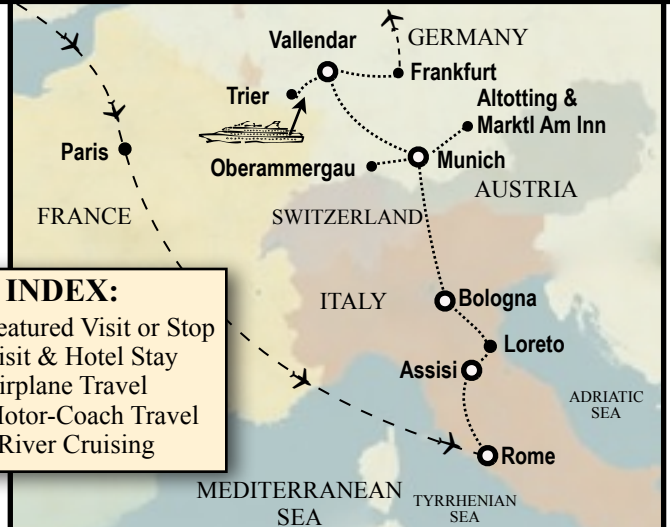 Vallendar
GERMANY
Frankfurt
Trier
Altotting &
Marktl Am Inn
Paris
Oberammergau
Munich
AUSTRIA
FRANCE
SWITZERLAND
INDEX:
eatured Visit or Stop
isit & Hotel Stay
irplane Travel
otor-Coach Travel
River Cruising
ITALY
Bologna
Loreto
Assisi
ADRIATIC
SEA
Rome
MEDITERRANEAN
SEA
TYRRHENIAN
SEA